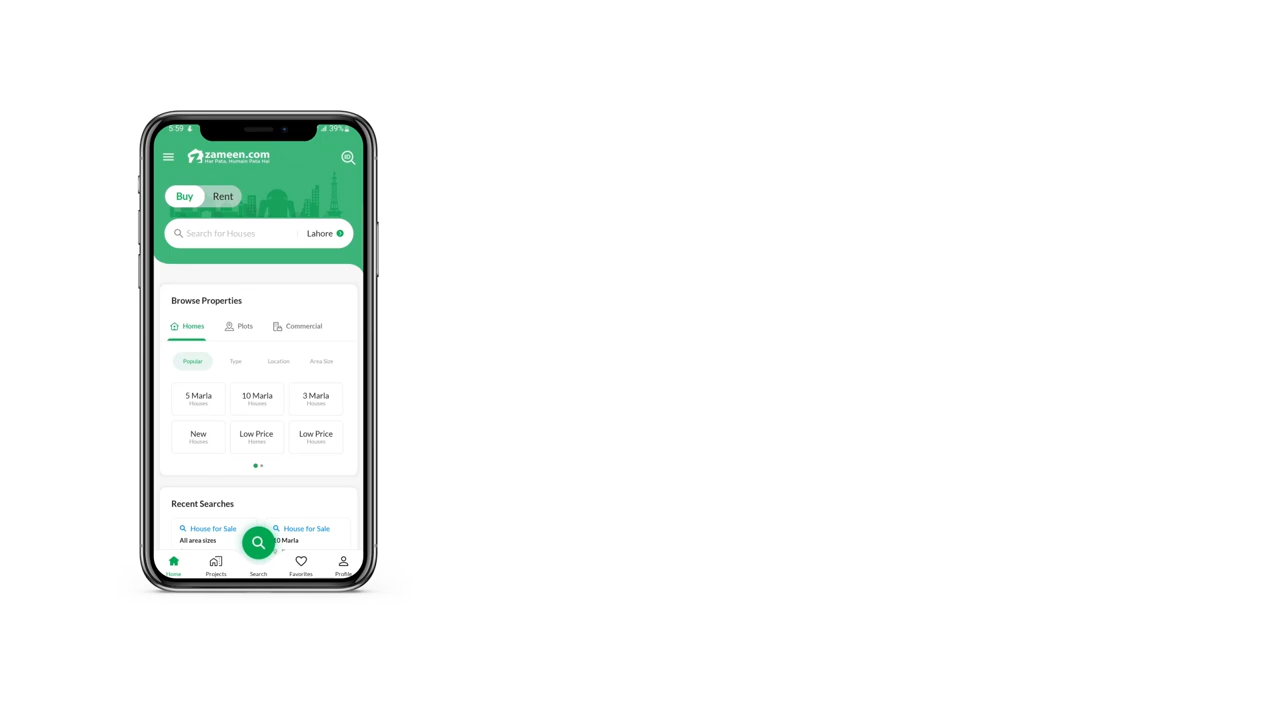 5:59 39%
zameen.com
Har Pata, Humain Pata Hai
ID
Buy Rent
Search for Houses Lahore
Browse Properties
Homes Plots Commercial
Popular Type Location Area Size
5 Marla 10 Marla 3 Marla
Houses Houses Houses
New Low Price Low Price
Houses Homes Houses
Recent Searches
House for Sale House for Sale
All area sizes 10 Marla
Home Projects Search Favorites Profile